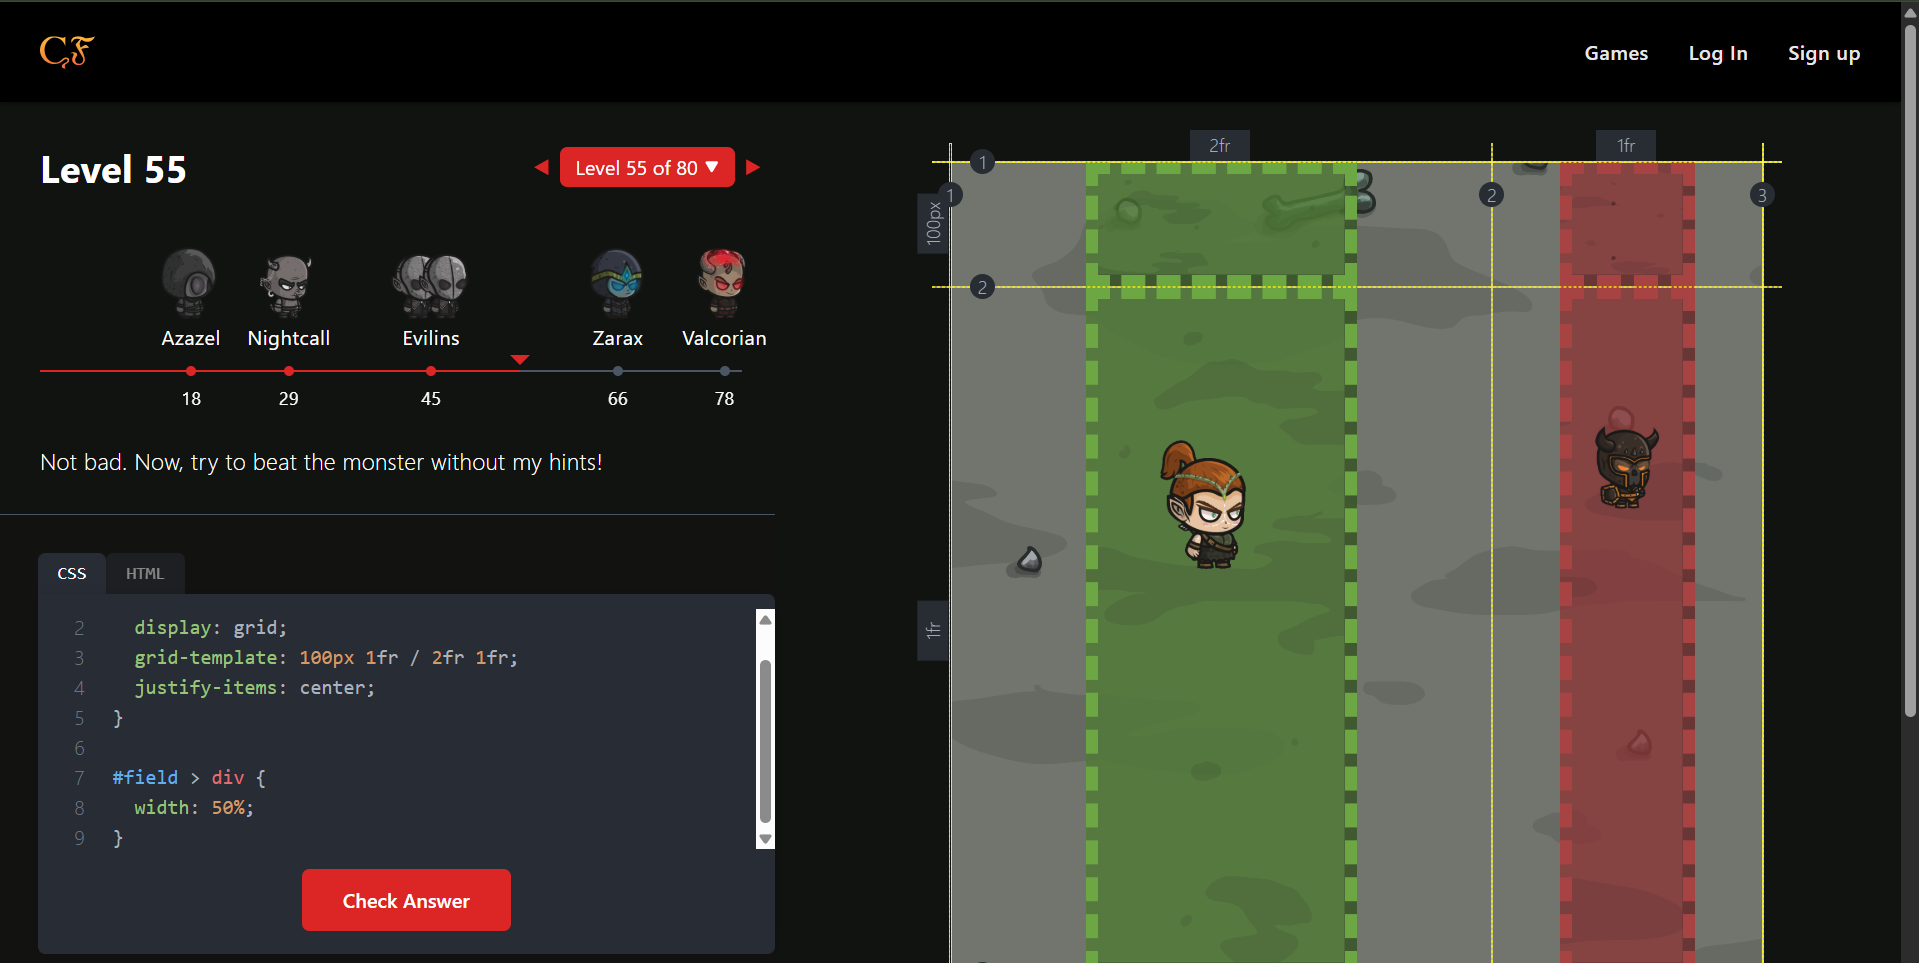 CF
Games Log In Sign up
Level 55
Level 55 of 80 ▼
Azazel Nightcall Evilins Zarax Valcorian
18 29 45 66 78
Not bad. Now, try to beat the monster without my hints!
CSS HTML
2 display: grid;
3 grid-template: 100px 1fr / 2fr 1fr;
4 justify-items: center;
5 }
6
7 #field > div {
8 width: 50%;
9 }
Check Answer
2fr 1fr
1
1 2 3
100px
2
1fr